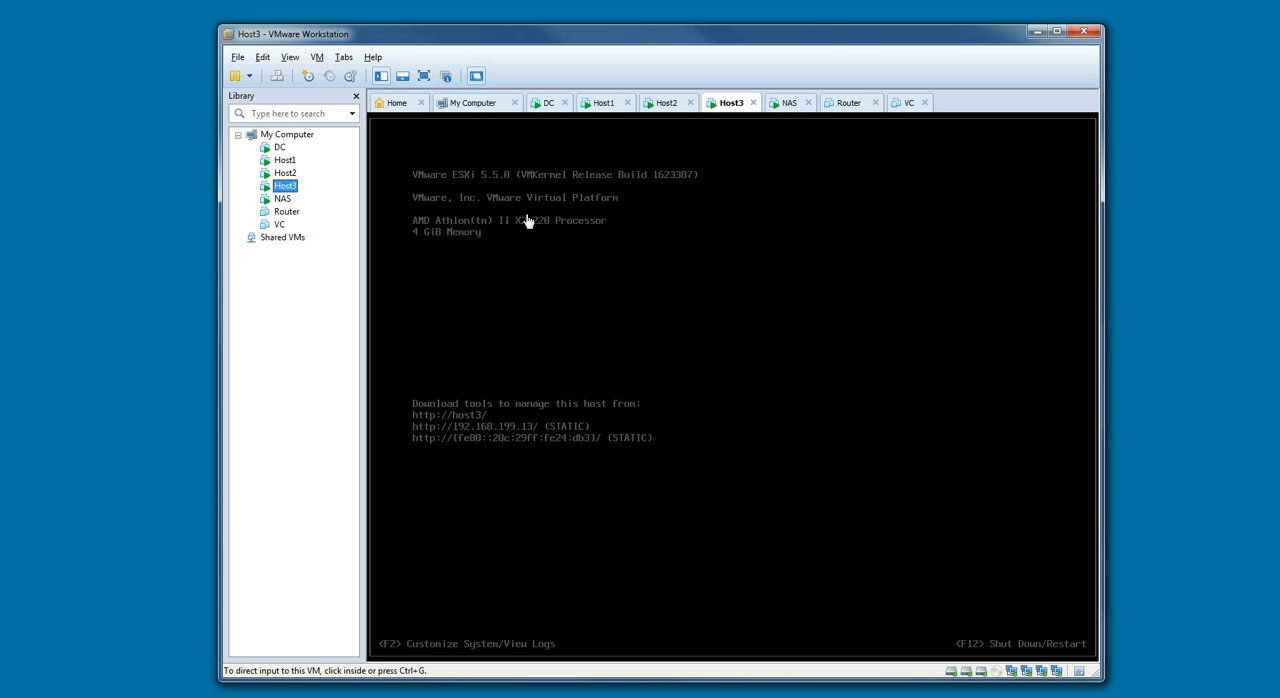 Host3 - VMware Workstation
File Edit View VM Tabs Help
Library
Type here to search
My Computer
DC
Host1
Host2
Host3
NAS
Router
VC
Shared VMs
Home My Computer DC Host1 Host2 Host3 NAS Router VC
VMware ESXi 5.5.0 (VMKernel Release Build 1623387)
VMware, Inc. VMware Virtual Platform
AMD Athlon(tm) II 220 Processor
4 GiB Memory
Download tools to manage this host from:
http://host3/
http://192.168.199.13/ (STATIC)
http://[fe80::20c:29ff:fe24:db3]/ (STATIC)
<F2> Customize System/View Logs
<F12> Shut Down/Restart
To direct input to this VM, click inside or press Ctrl+G.